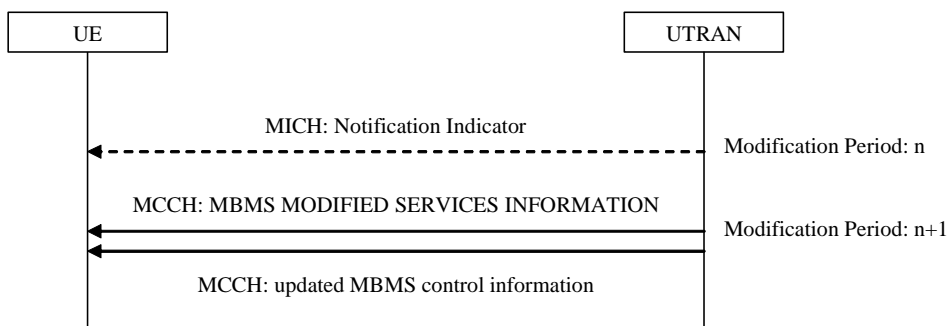 UE
UTRAN
MICH: Notification Indicator
Modification Period: n
MCCH: MBMS MODIFIED SERVICES INFORMATION
Modification Period: n+1
MCCH: updated MBMS control information